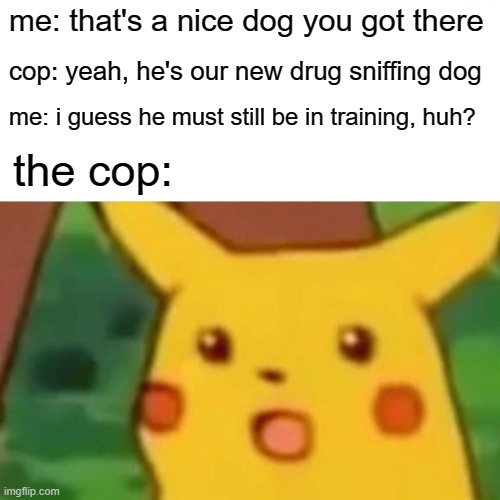 me: that's a nice dog you got there
cop: yeah, he's our new drug sniffing dog
me: i guess he must still be in training, huh?
the cop:
imgflip.com